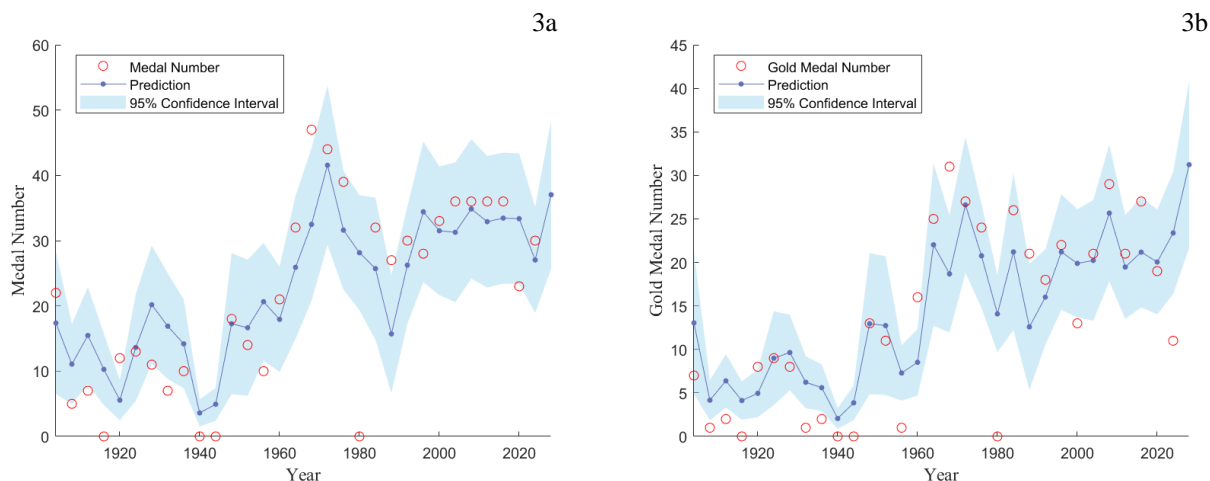 3a
60
50
40
30
20
10
0
Medal Number
Medal Number
Prediction
95% Confidence Interval
1920 1940 1960 1980 2000 2020
Year
3b
45
40
35
30
25
20
15
10
5
0
Gold Medal Number
Gold Medal Number
Prediction
95% Confidence Interval
1920 1940 1960 1980 2000 2020
Year